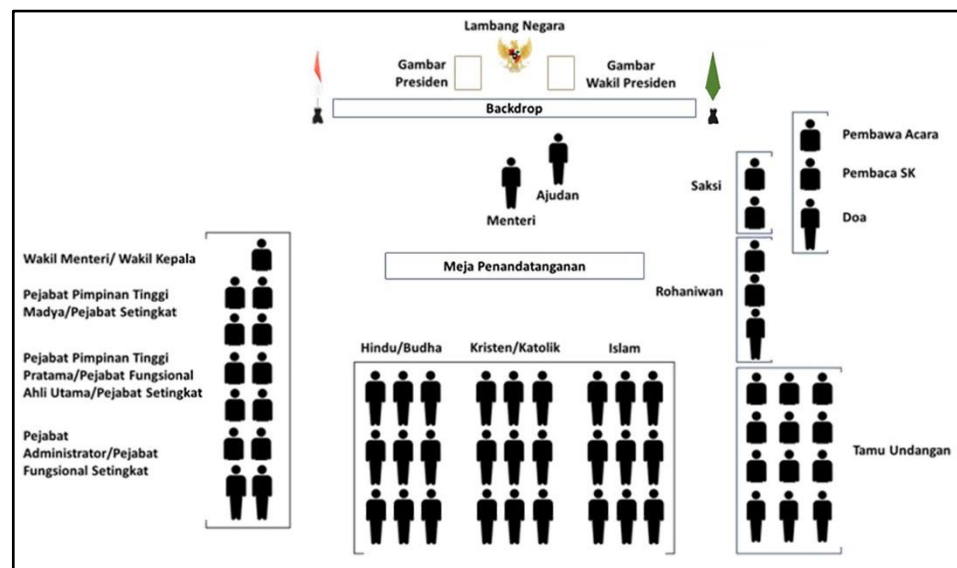 Lambang Negara
Gambar
Presiden
Gambar
Wakil Presiden
Backdrop
Pembawa Acara
Pembaca SK
Doa
Saksi
Ajudan
Menteri
Wakil Menteri/ Wakil Kepala
Meja Penandatanganan
Rohaniwan
Pejabat Pimpinan Tinggi
Madya/Pejabat Setingkat
Hindu/Budha
Kristen/Katolik
Islam
Pejabat Pimpinan Tinggi
Pratama/Pejabat Fungsional
Ahli Utama/Pejabat Setingkat
Pejabat
Administrator/Pejabat
Fungsional Setingkat
Tamu Undangan